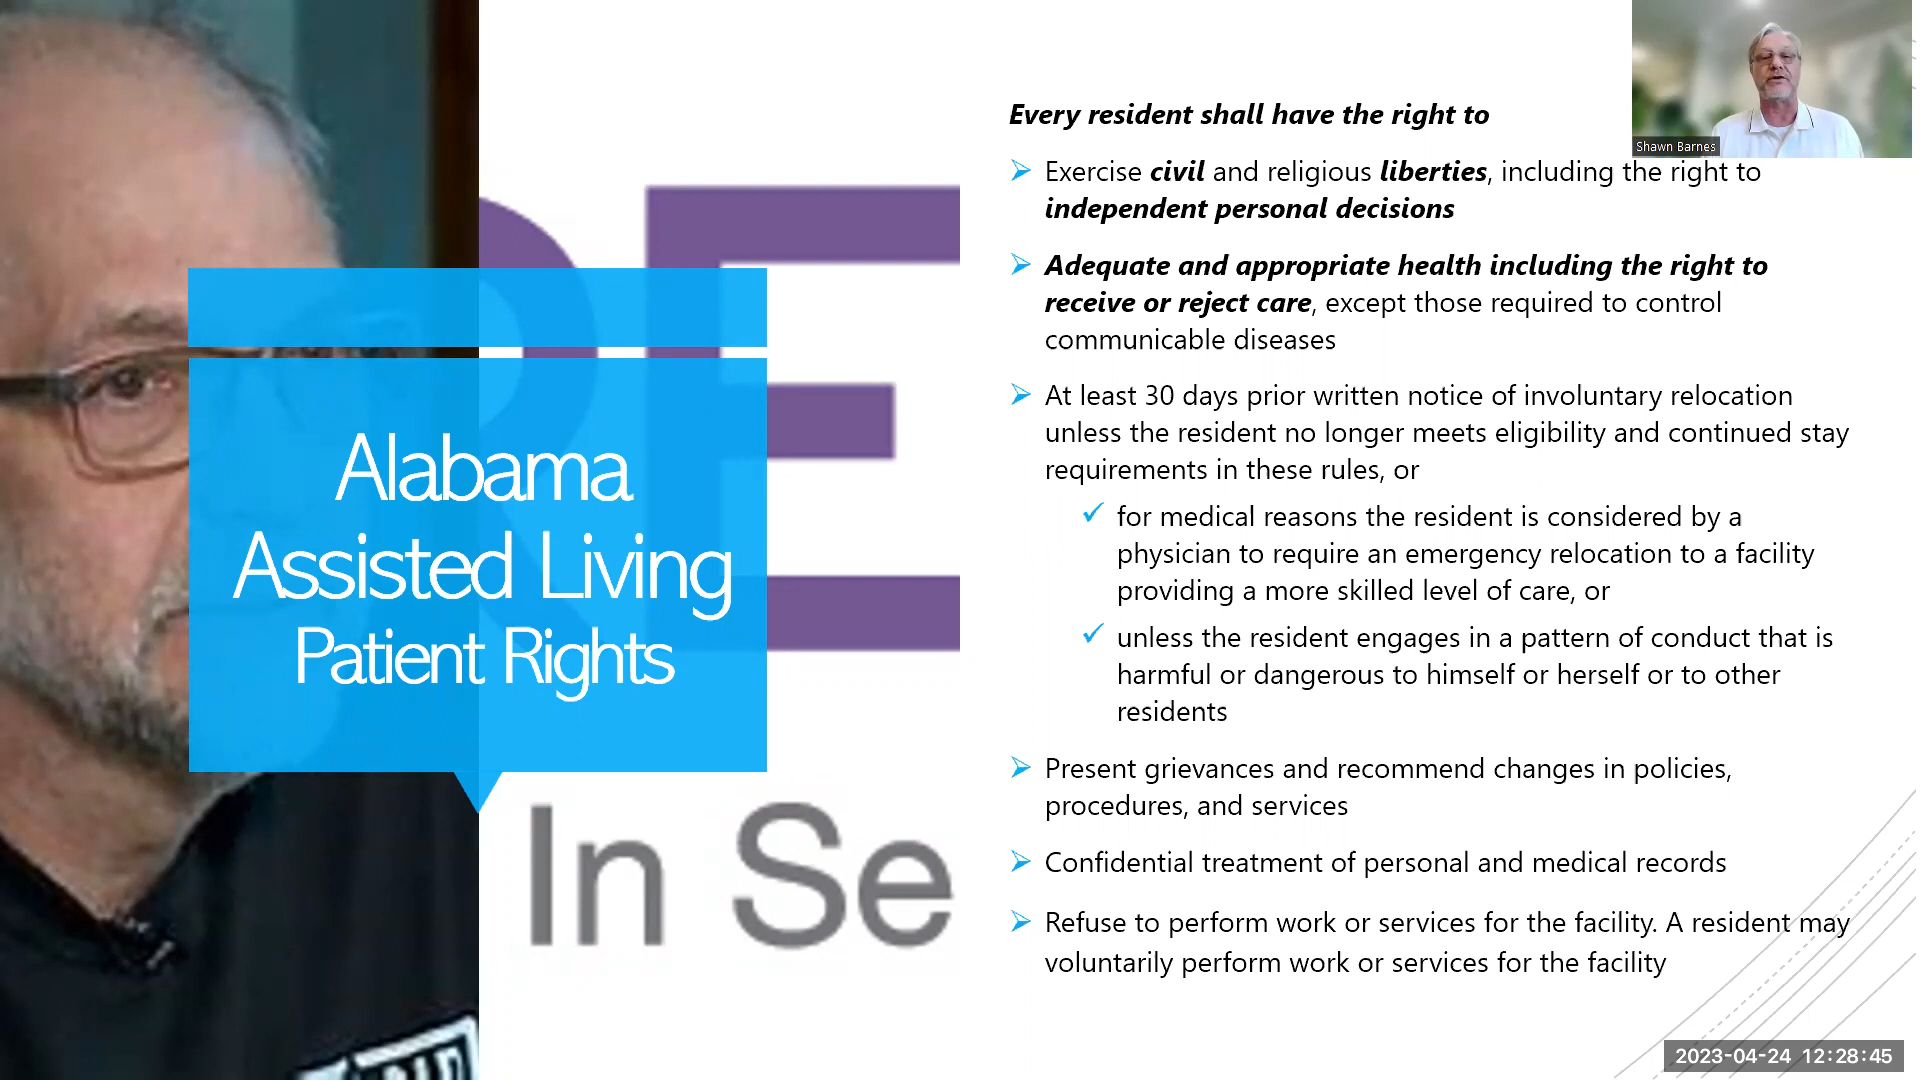 Alabama
Assisted Living
Patient Rights
RE
In Se
Every resident shall have the right to
Exercise civil and religious liberties, including the right to
independent personal decisions
Adequate and appropriate health including the right to
receive or reject care, except those required to control
communicable diseases
At least 30 days prior written notice of involuntary relocation
unless the resident no longer meets eligibility and continued stay
requirements in these rules, or
for medical reasons the resident is considered by a
physician to require an emergency relocation to a facility
providing a more skilled level of care, or
unless the resident engages in a pattern of conduct that is
harmful or dangerous to himself or herself or to other
residents
Present grievances and recommend changes in policies,
procedures, and services
Confidential treatment of personal and medical records
Refuse to perform work or services for the facility. A resident may
voluntarily perform work or services for the facility
Shawn Barnes
2023-04-24 12:28:45